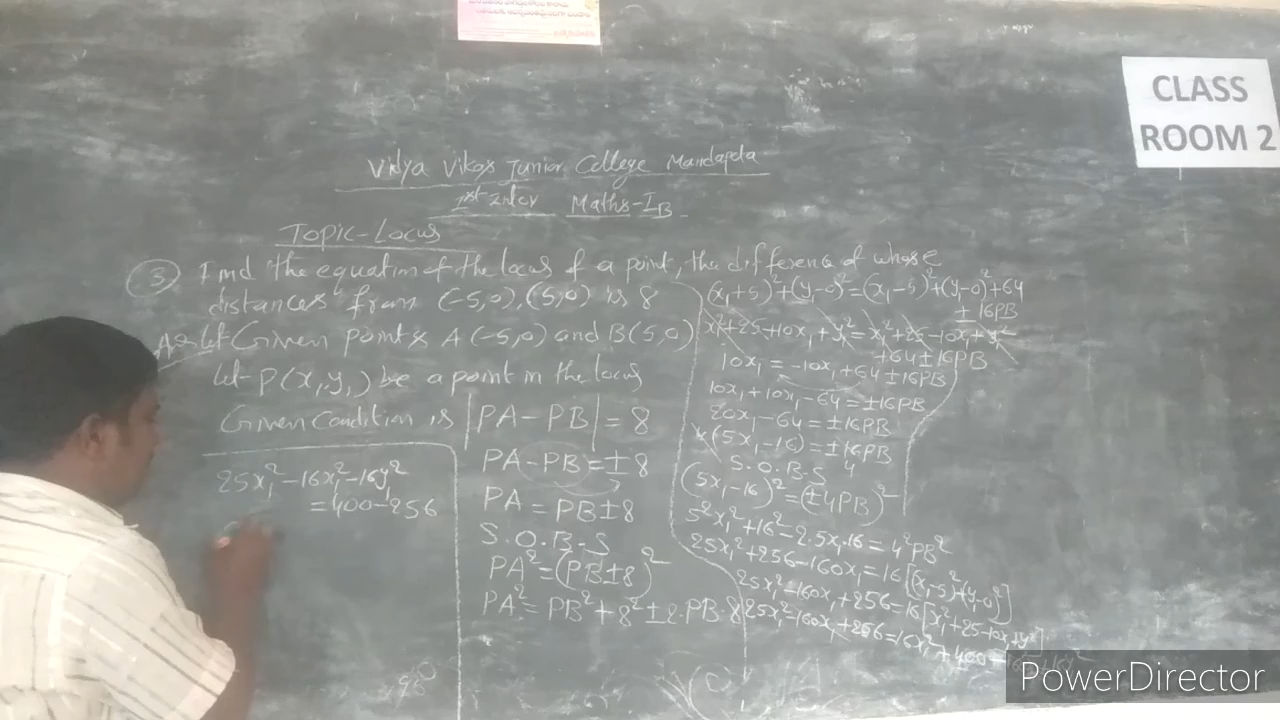 CLASS
ROOM 2
Vidya Vikas Junior College Mandapeta
1st Inter Maths-IB
Topic-Locus
③ Find the equation of the locus of a point, the difference of whose
distances from (-5,0), (5,0) is 8
Let Given points A(-5,0) and B(5,0)
Let P(x₁,y₁) be a point in the locus
Given Condition is |PA-PB| = 8
PA-PB=±8
PA=PB±8
S.O.B.S
PA²=(PB±8)²
PA²=PB²+8²±2.PB.8
(x₁+5)²+(y₁-0)²=(x₁-5)²+(y₁-0)²+64
±16PB
x₁²+25+10x₁+y₁²=x₁²+25-10x₁+y₁²
+64±16PB
10x₁=-10x₁+64±16PB
10x₁+10x₁-64=±16PB
20x₁-64=±16PB
4(5x₁-16)=±16PB
4
S.O.B.S
(5x₁-16)²=(±4PB)²
5²x₁²+16²-2.5x₁.16=4²PB²
25x₁²+256-160x₁=16[(x₁-5)²+(y₁-0)²]
25x₁²-160x₁+256=16[x₁²+25-10x₁+y₁²]
25x₁²-160x₁+256=16x₁²+400
25x₁²-16x₁²-16y₁²
=400-256
PowerDirector